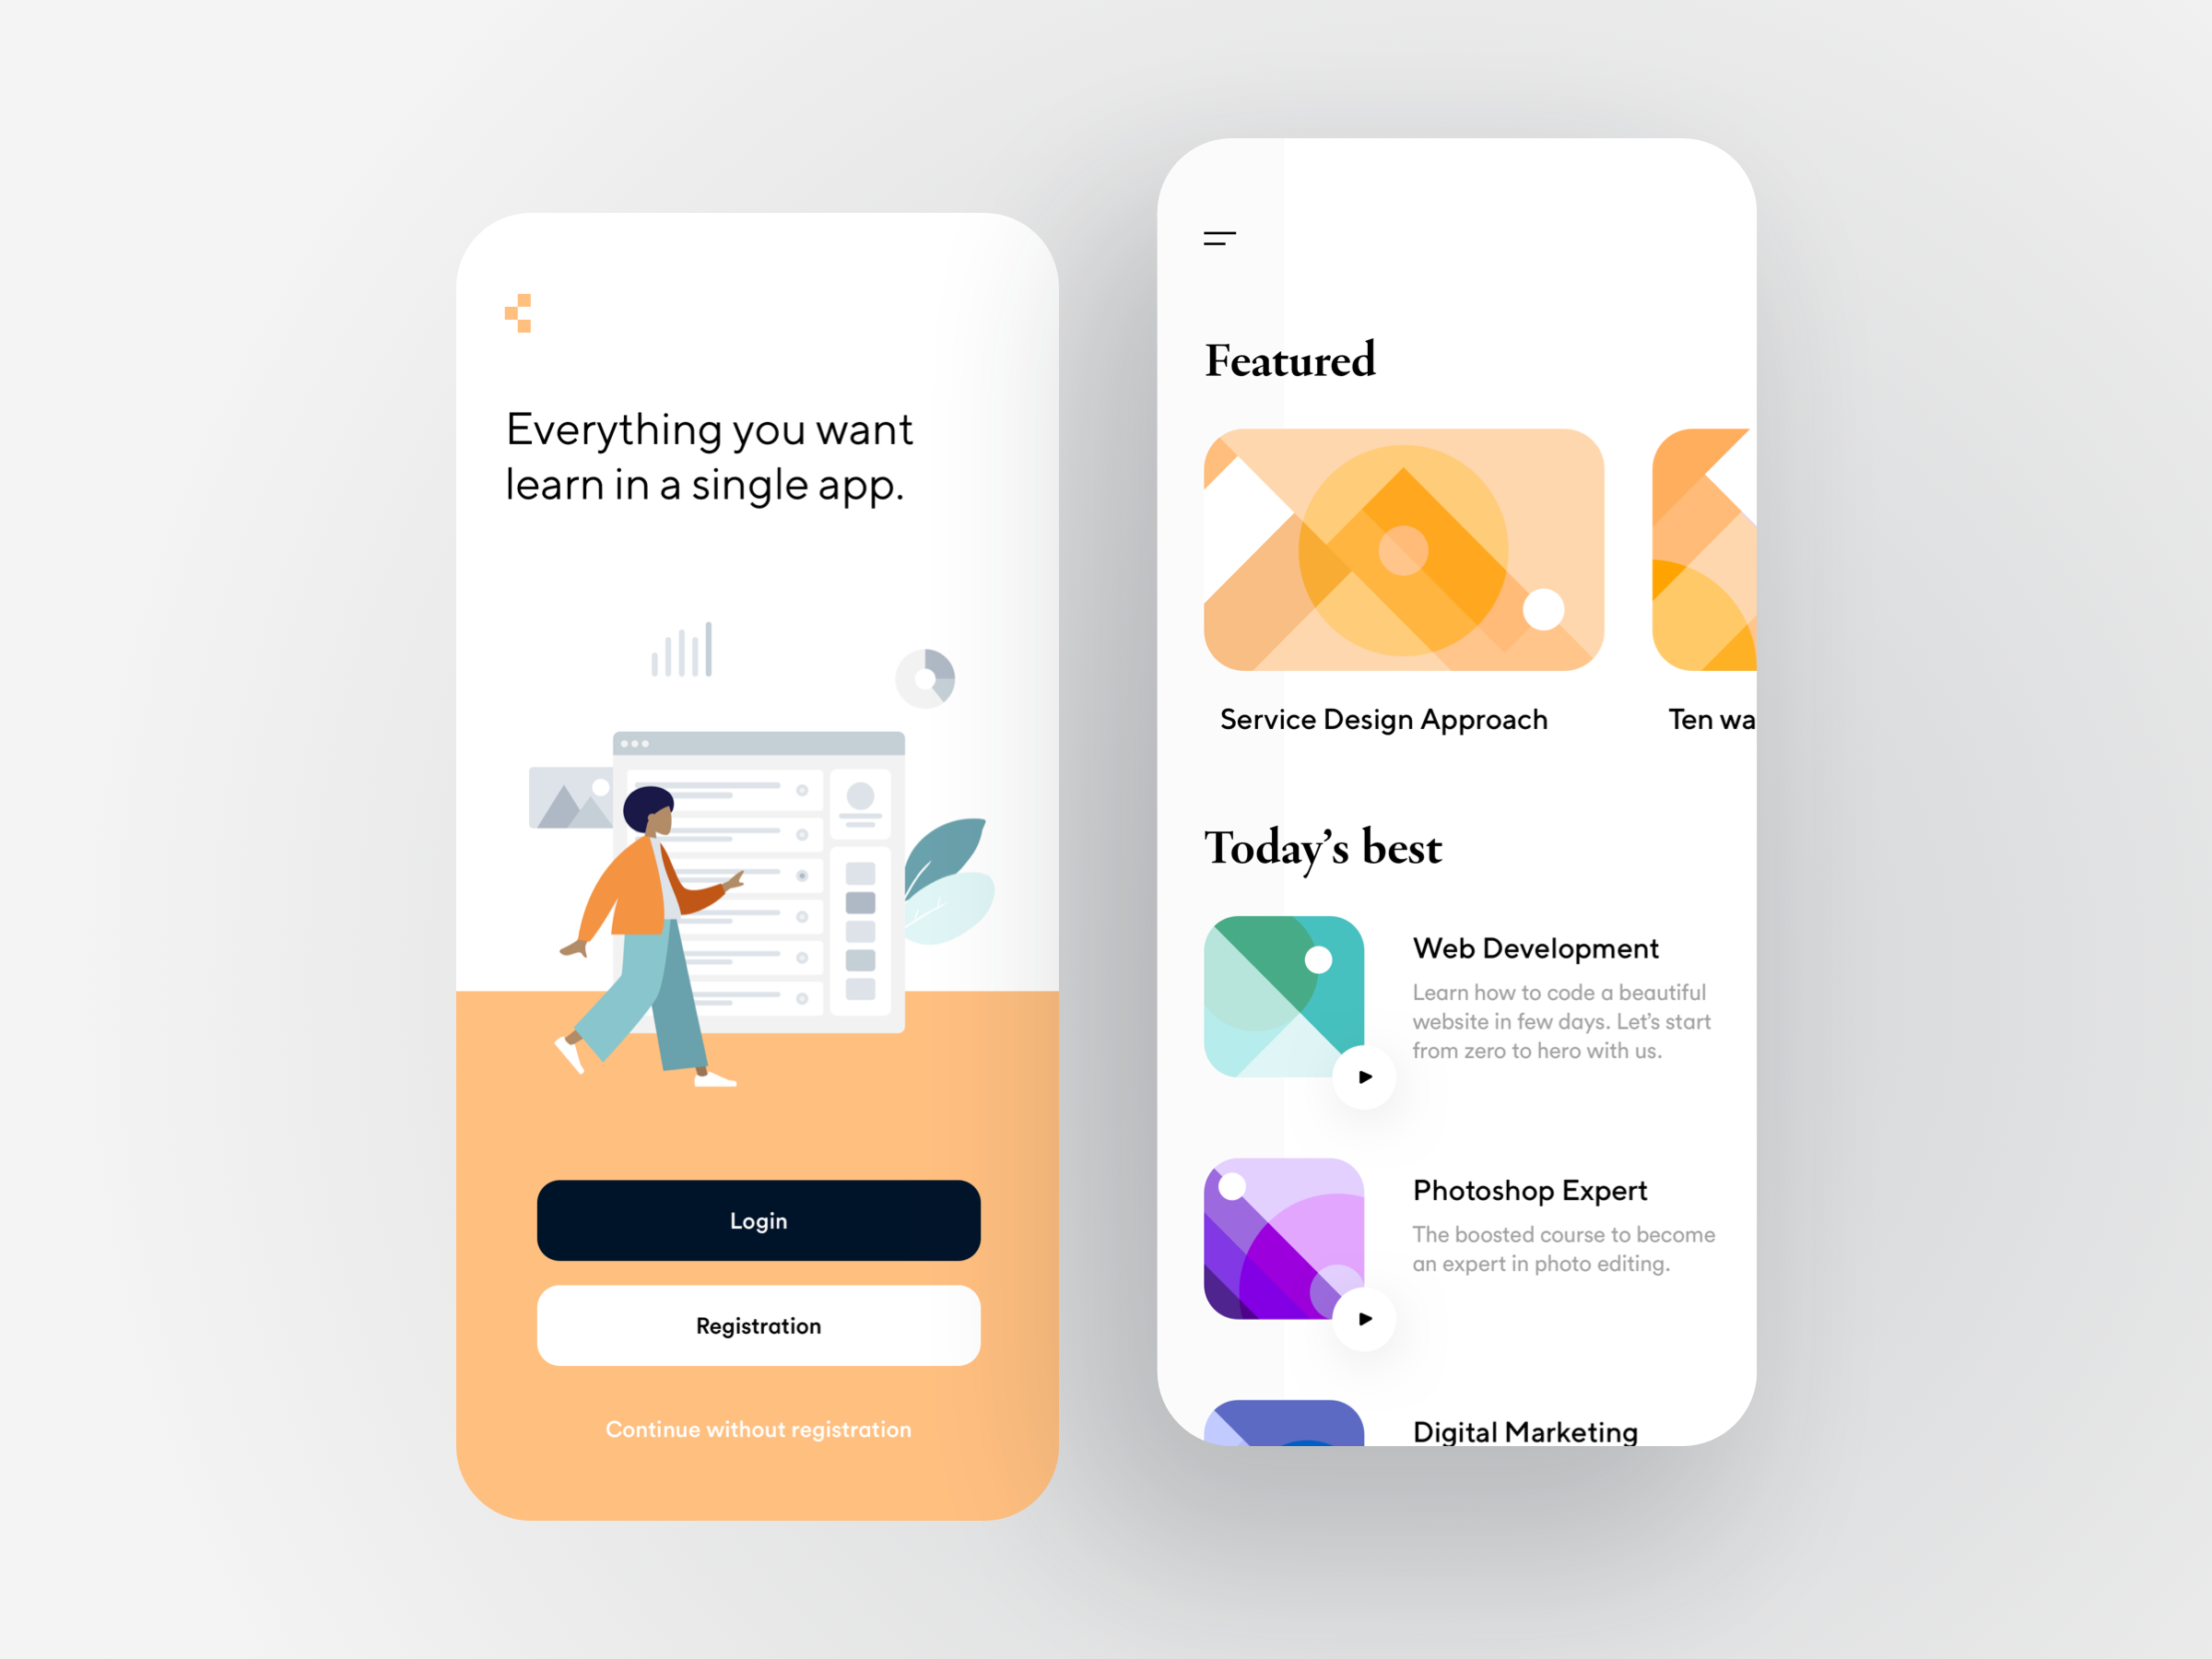 Everything you want
learn in a single app.
Login
Registration
Continue without registration
Featured
Service Design Approach
Ten wa
Today's best
Web Development
Learn how to code a beautiful
website in few days. Let's start
from zero to hero with us.
Photoshop Expert
The boosted course to become
an expert in photo editing.
Digital Marketing